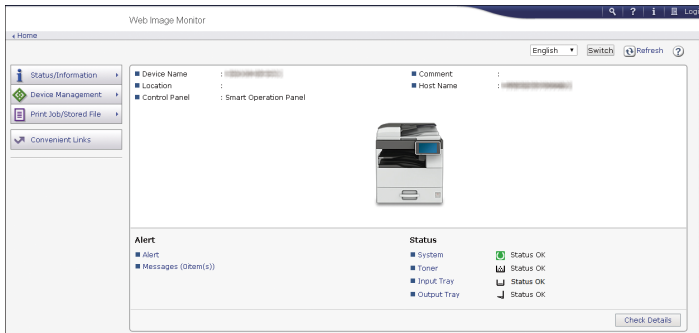 Web Image Monitor
? | i | Logi
Home
English Switch Refresh ?
Status/Information
Device Management
Print Job/Stored File
Convenient Links
Device Name :
Location :
Control Panel : Smart Operation Panel
Comment :
Host Name :
Alert
Alert
Messages (0item(s))
Status
System Status OK
Toner Status OK
Input Tray Status OK
Output Tray Status OK
Check Details